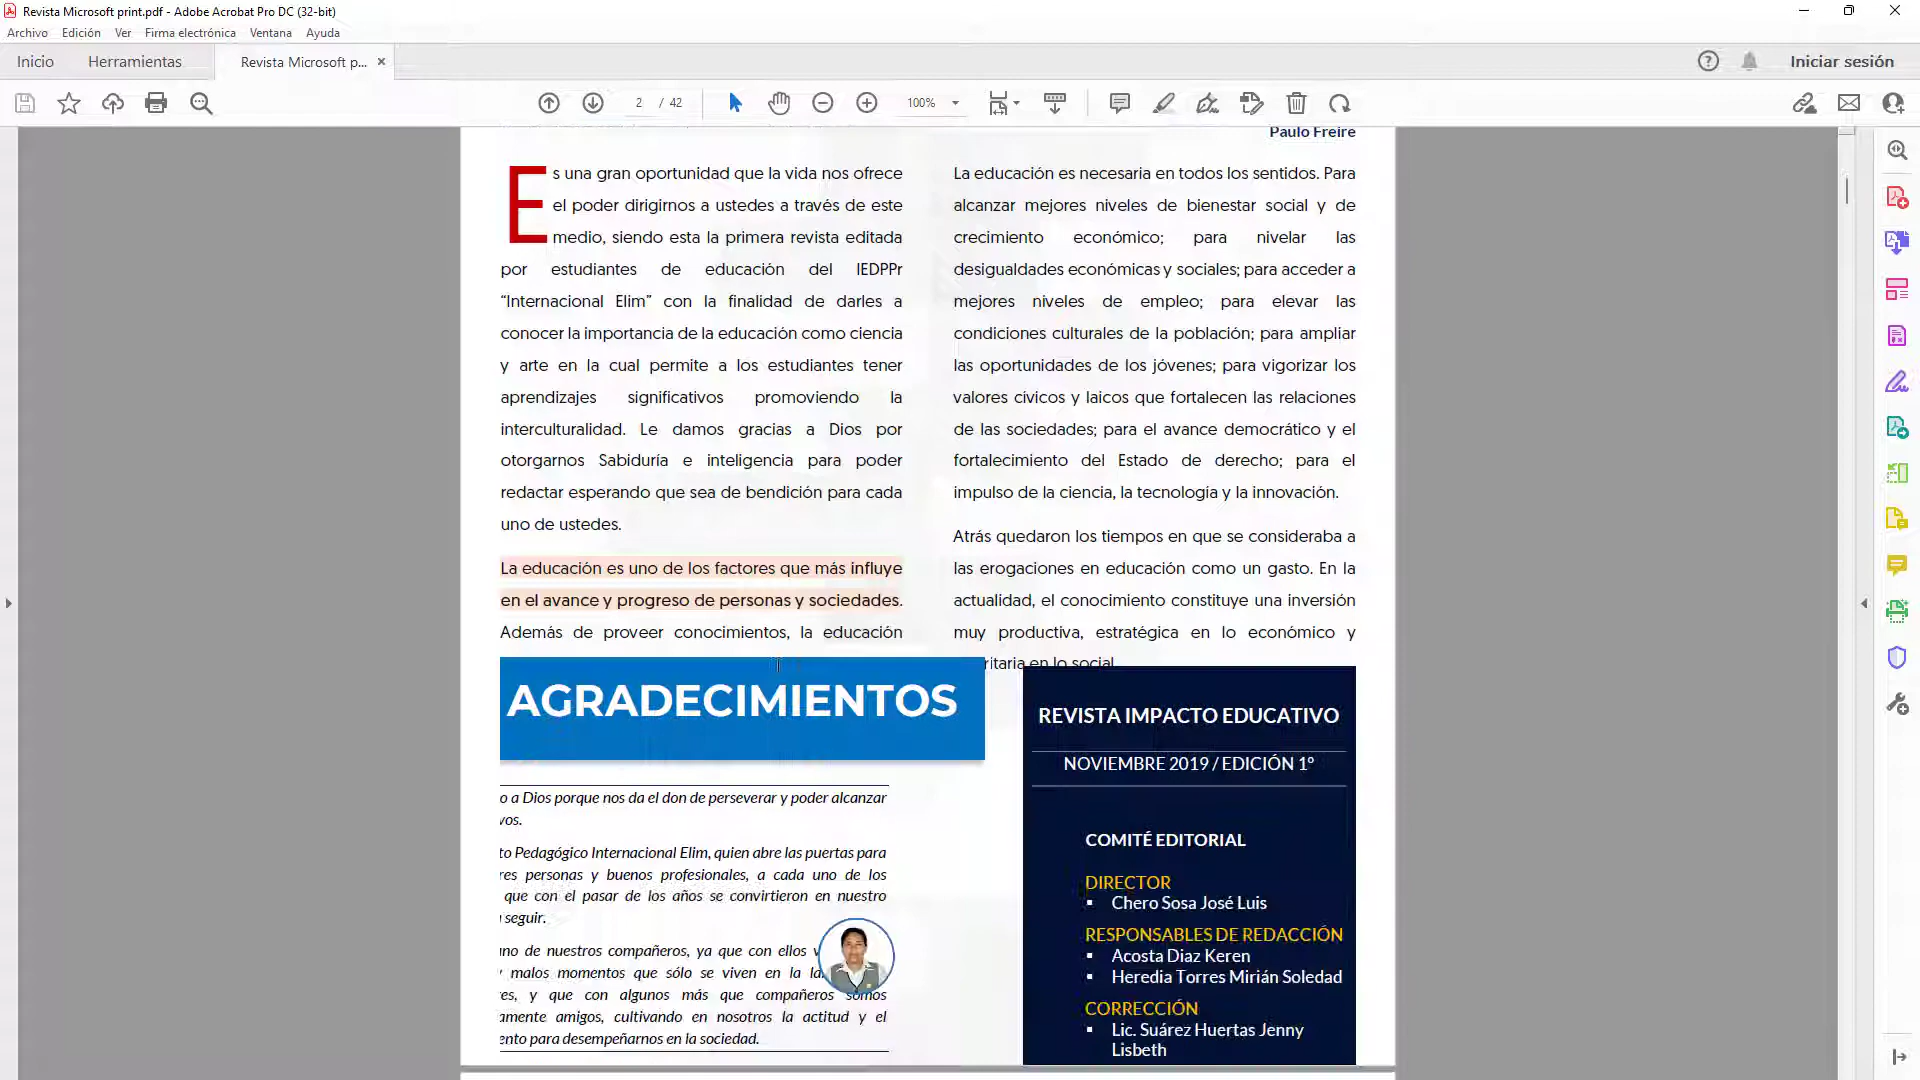 Revista Microsoft print.pdf - Adobe Acrobat Pro DC (32-bit)
Archivo Edición Ver Firma electrónica Ventana Ayuda
Inicio Herramientas Revista Microsoft p... Iniciar sesión
2 / 42 100%
Paulo Freire
Es una gran oportunidad que la vida nos ofrece
el poder dirigirnos a ustedes a través de este
medio, siendo esta la primera revista editada
por estudiantes de educación del IEDPPr
“Internacional Elim” con la finalidad de darles a
conocer la importancia de la educación como ciencia
y arte en la cual permite a los estudiantes tener
aprendizajes significativos promoviendo la
interculturalidad. Le damos gracias a Dios por
otorgarnos Sabiduría e inteligencia para poder
redactar esperando que sea de bendición para cada
uno de ustedes.
La educación es uno de los factores que más influye
en el avance y progreso de personas y sociedades.
Además de proveer conocimientos, la educación
La educación es necesaria en todos los sentidos. Para
alcanzar mejores niveles de bienestar social y de
crecimiento económico; para nivelar las
desigualdades económicas y sociales; para acceder a
mejores niveles de empleo; para elevar las
condiciones culturales de la población; para ampliar
las oportunidades de los jóvenes; para vigorizar los
valores cívicos y laicos que fortalecen las relaciones
de las sociedades; para el avance democrático y el
fortalecimiento del Estado de derecho; para el
impulso de la ciencia, la tecnología y la innovación.
Atrás quedaron los tiempos en que se consideraba a
las erogaciones en educación como un gasto. En la
actualidad, el conocimiento constituye una inversión
muy productiva, estratégica en lo económico y
ritaria en lo social.
AGRADECIMIENTOS
o a Dios porque nos da el don de perseverar y poder alcanzar
vos.
to Pedagógico Internacional Elim, quien abre las puertas para
res personas y buenos profesionales, a cada uno de los
que con el pasar de los años se convirtieron en nuestro
seguir.
uno de nuestros compañeros, ya que con ellos v
y malos momentos que sólo se viven en la la
res, y que con algunos más que compañeros somos
amente amigos, cultivando en nosotros la actitud y el
ento para desempeñarnos en la sociedad.
REVISTA IMPACTO EDUCATIVO
NOVIEMBRE 2019 / EDICIÓN 1°
COMITÉ EDITORIAL
DIRECTOR
▪ Chero Sosa José Luis
RESPONSABLES DE REDACCIÓN
▪ Acosta Diaz Keren
▪ Heredia Torres Mirián Soledad
CORRECCIÓN
▪ Lic. Suárez Huertas Jenny
Lisbeth